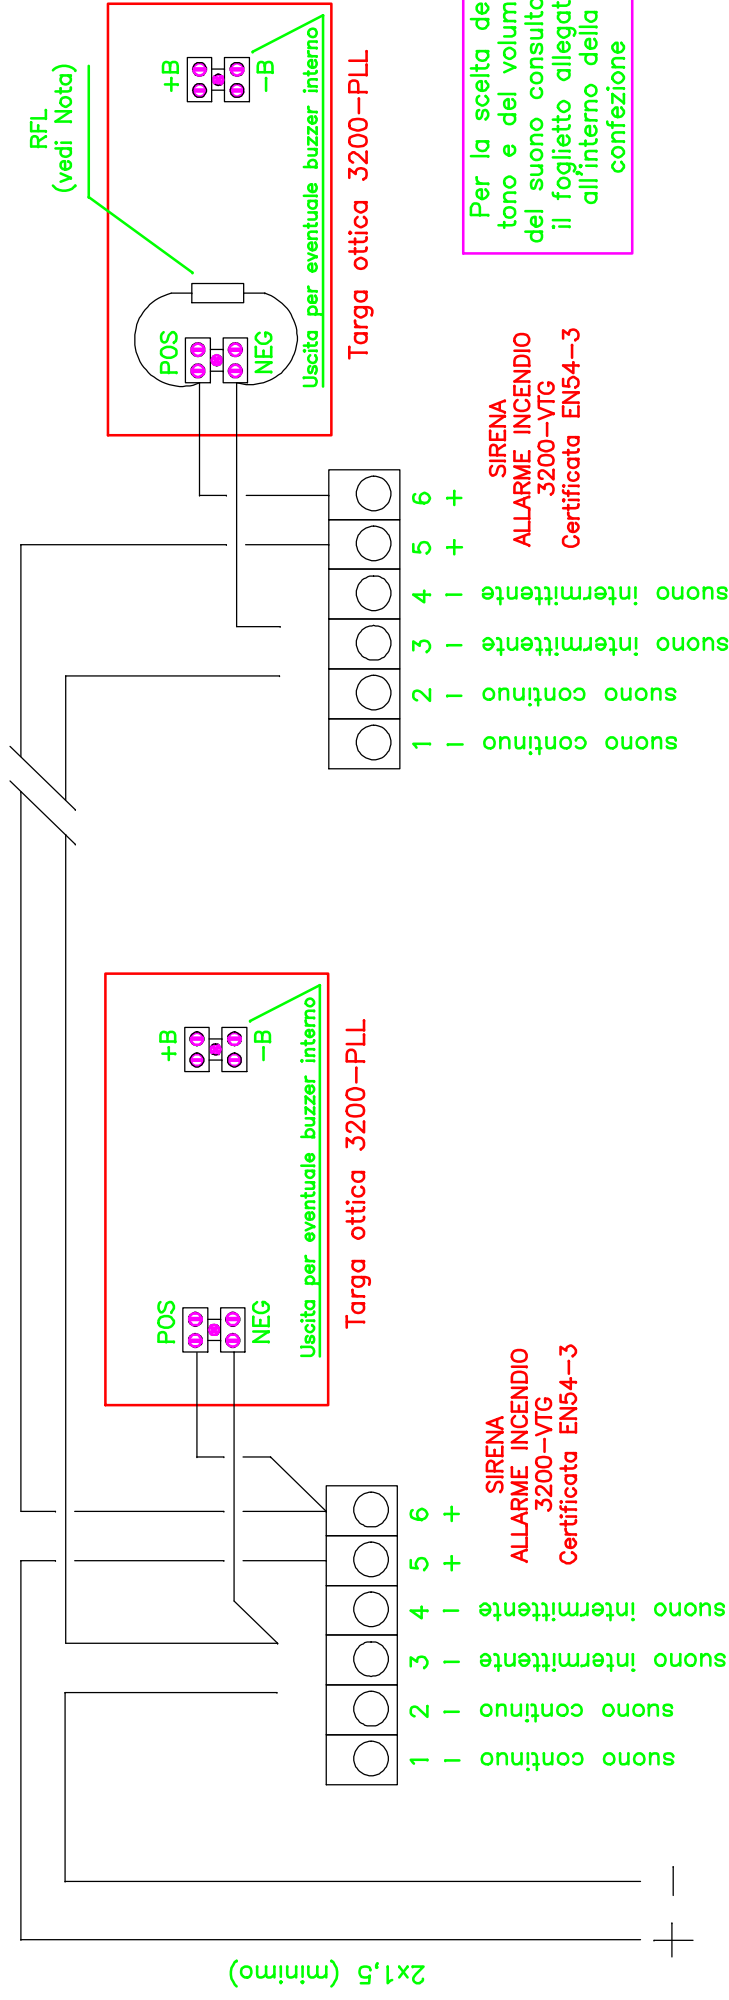 RFL
(vedi Nota)
+B
-B
POS
NEG
Uscita per eventuale buzzer interno
Targa ottica 3200-PLL
Per la scelta de
tono e del volum
del suono consulto
il foglietto allegat
all'interno della
confezione
6 +
5 +
4 - suono intermittente
3 - suono intermittente
2 - suono continuo
1 - suono continuo
SIRENA
ALLARME INCENDIO
3200-VTG
Certificata EN54-3
+B
-B
POS
NEG
Uscita per eventuale buzzer interno
Targa ottica 3200-PLL
6 +
5 +
4 - suono intermittente
3 - suono intermittente
2 - suono continuo
1 - suono continuo
SIRENA
ALLARME INCENDIO
3200-VTG
Certificata EN54-3
- 
+
2x1,5 (minimo)